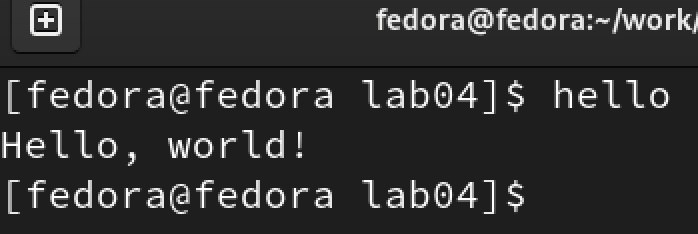 fedora@fedora:~/work/
[fedora@fedora lab04]$ hello
Hello, world!
[fedora@fedora lab04]$